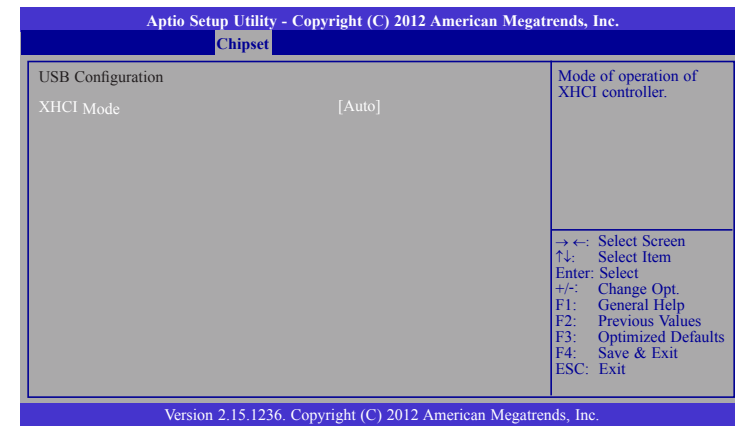 Aptio Setup Utility - Copyright (C) 2012 American Megatrends, Inc.
Chipset
USB Configuration
XHCI Mode [Auto]
Mode of operation of
XHCI controller.
→ ←: Select Screen
↑↓: Select Item
Enter: Select
+/-: Change Opt.
F1: General Help
F2: Previous Values
F3: Optimized Defaults
F4: Save & Exit
ESC: Exit
Version 2.15.1236. Copyright (C) 2012 American Megatrends, Inc.